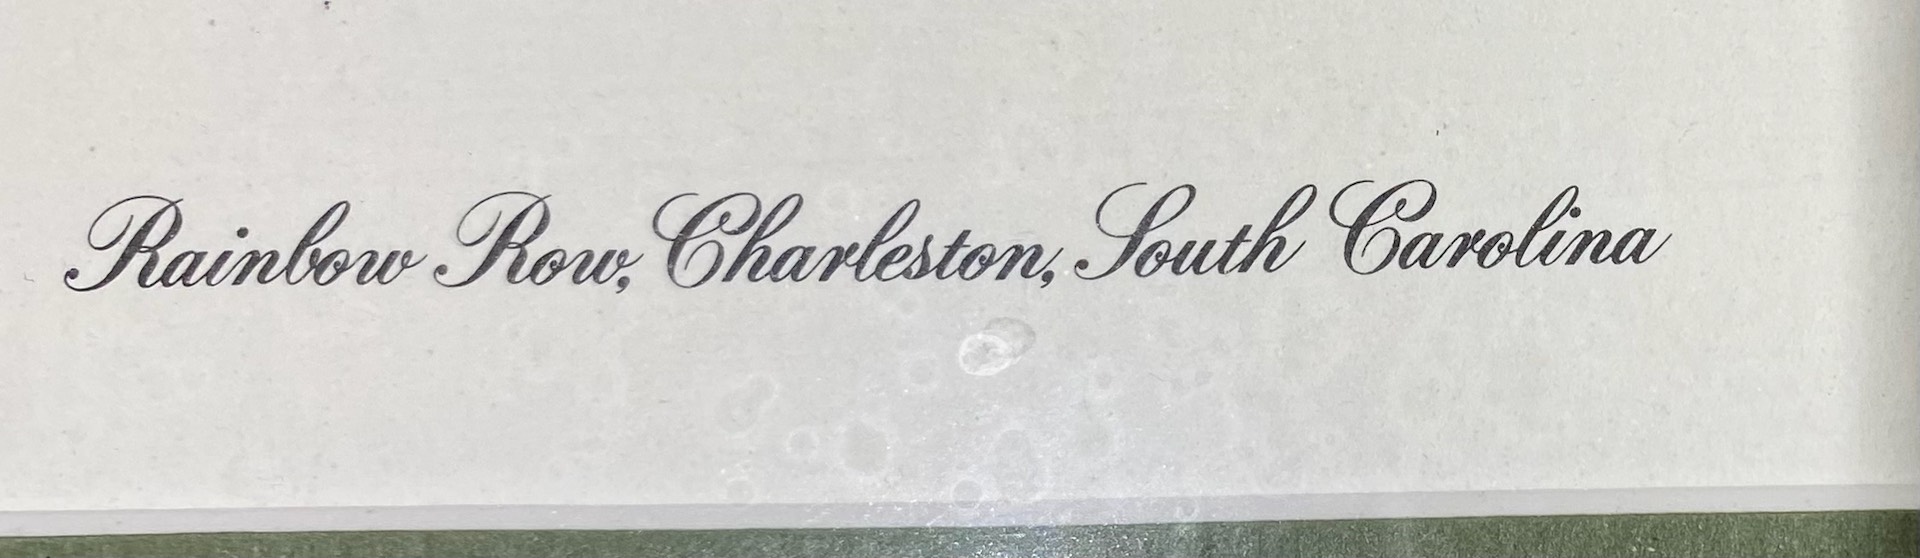 Rainbow Row, Charleston, South Carolina